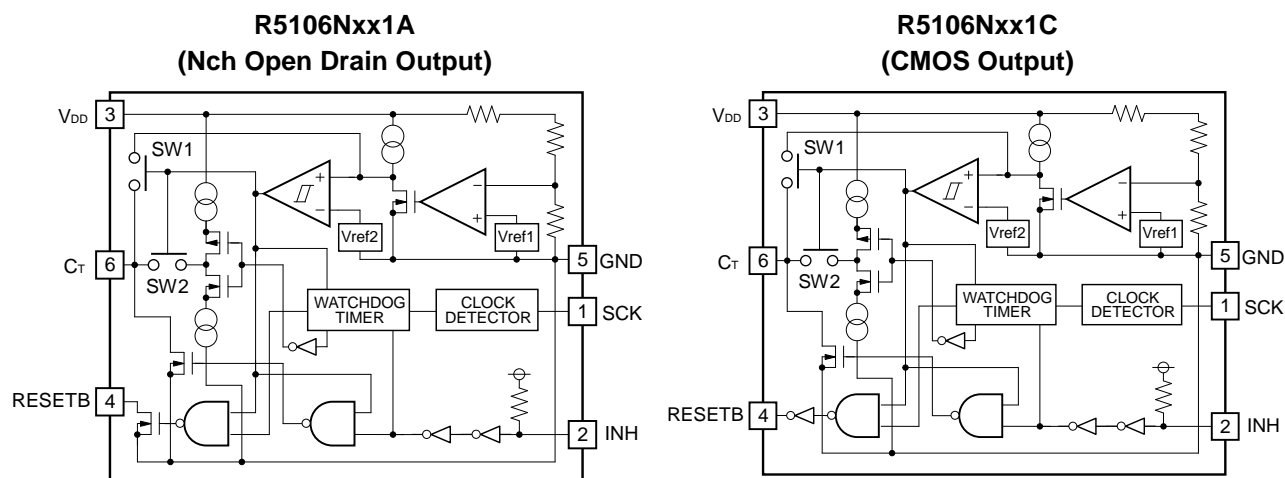 R5106Nxx1A
(Nch Open Drain Output)
VDD 3
SW1
+
−
−
+
Vref2
Vref1
CT 6
SW2
5 GND
WATCHDOG
TIMER
CLOCK
DETECTOR
1 SCK
RESETB 4
2 INH
R5106Nxx1C
(CMOS Output)
VDD 3
SW1
+
−
−
+
Vref2
Vref1
CT 6
SW2
5 GND
WATCHDOG
TIMER
CLOCK
DETECTOR
1 SCK
RESETB 4
2 INH